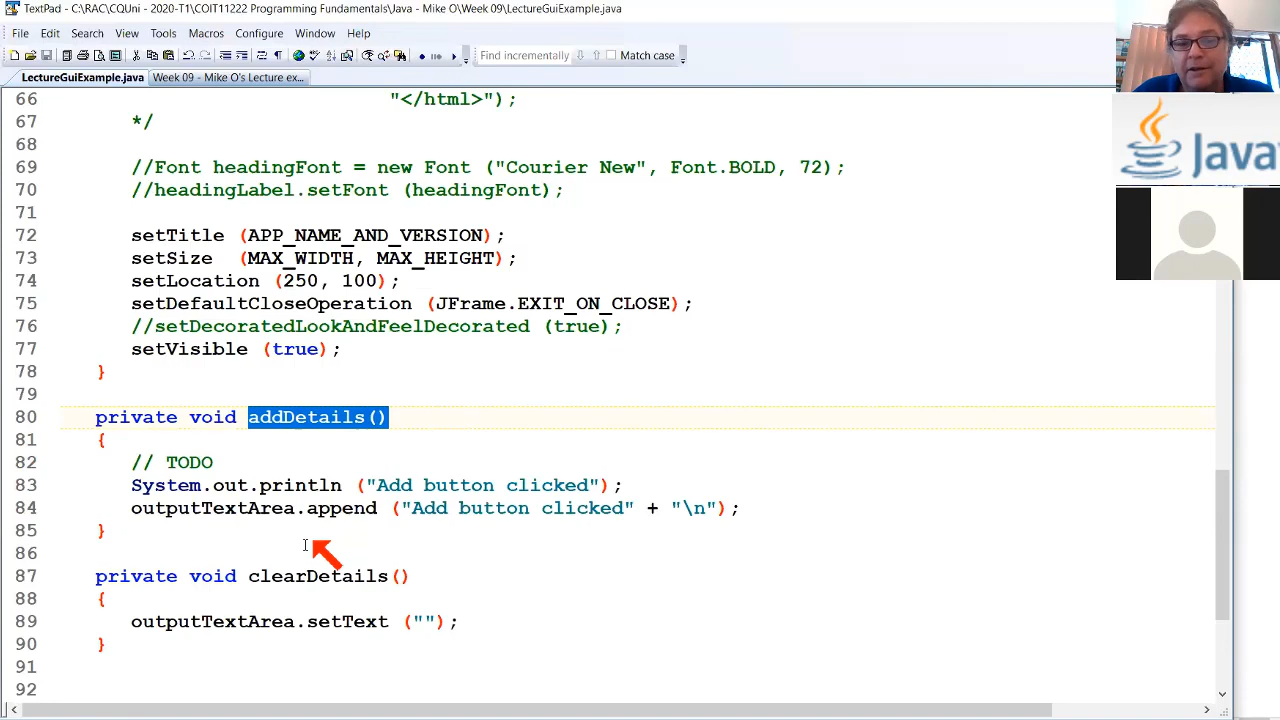 TextPad - C:\RAC\CQUni - 2020-T1\COIT11222 Programming Fundamentals\Java - Mike O\Week 09\LectureGuiExample.java
File Edit Search View Tools Macros Configure Window Help
Find incrementally Match case
LectureGuiExample.java Week 09 - Mike O's Lecture ex...
66 "</html>");
67 */
68
69 //Font headingFont = new Font ("Courier New", Font.BOLD, 72);
70 //headingLabel.setFont (headingFont);
71
72 setTitle (APP_NAME_AND_VERSION);
73 setSize (MAX_WIDTH, MAX_HEIGHT);
74 setLocation (250, 100);
75 setDefaultCloseOperation (JFrame.EXIT_ON_CLOSE);
76 //setDecoratedLookAndFeelDecorated (true);
77 setVisible (true);
78 }
79
80 private void addDetails()
81 {
82 // TODO
83 System.out.println ("Add button clicked");
84 outputTextArea.append ("Add button clicked" + "\n");
85 }
86
87 private void clearDetails()
88 {
89 outputTextArea.setText ("");
90 }
91
92
Java